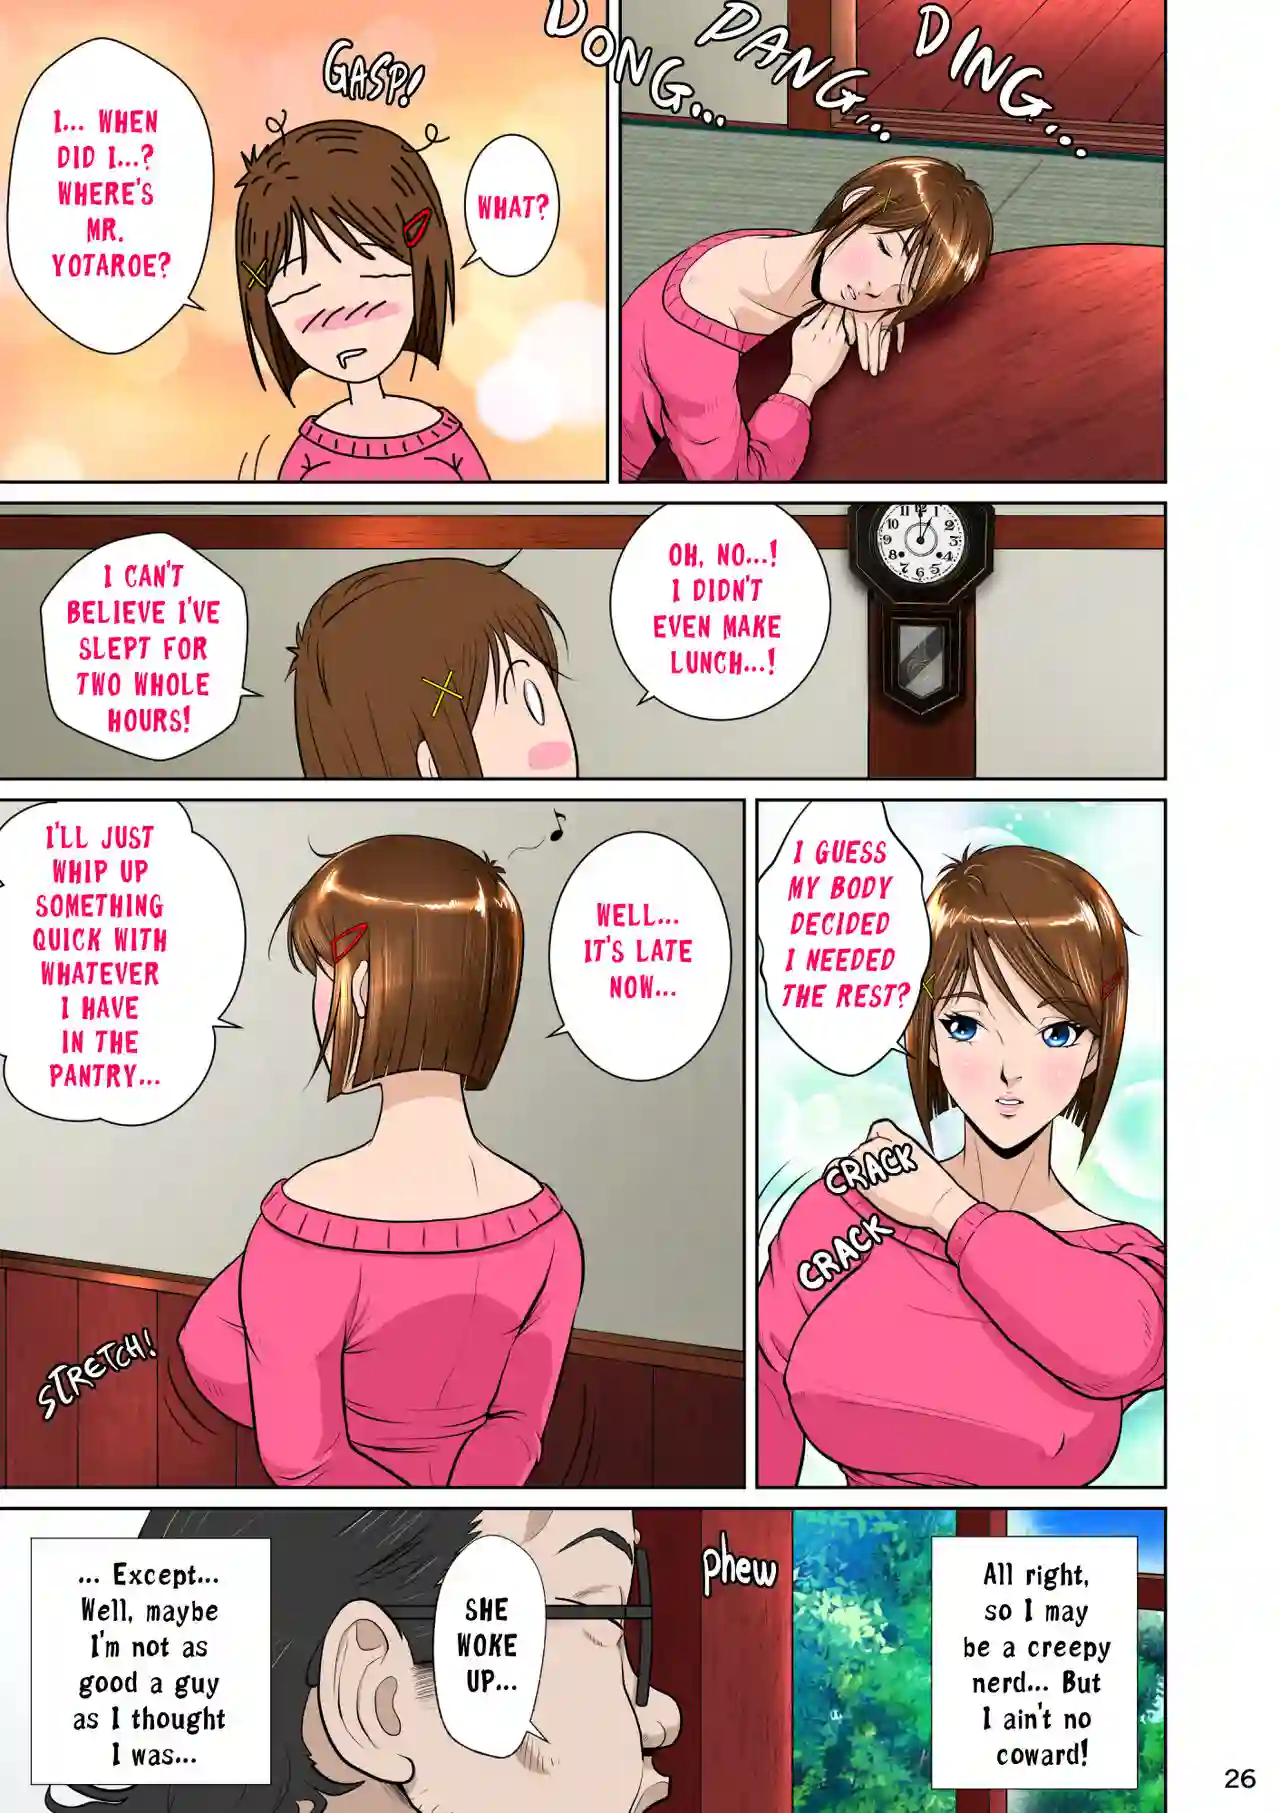 DING...
DANG...
DONG...
GASP!
WHAT?
I... WHEN
DID I...?
WHERE'S
MR.
YOTAROE?
OH, NO...!
I DIDN'T
EVEN MAKE
LUNCH...!
I CAN'T
BELIEVE I'VE
SLEPT FOR
TWO WHOLE
HOURS!
I GUESS
MY BODY
DECIDED
I NEEDED
THE REST?
CRACK
CRACK
WELL...
IT'S LATE
NOW...
I'LL JUST
WHIP UP
SOMETHING
QUICK WITH
WHATEVER
I HAVE
IN THE
PANTRY...
STRETCH!
All right,
so I may
be a creepy
nerd... But
I ain't no
coward!
phew
SHE
WOKE
UP...
... Except...
Well, maybe
I'm not as
good a guy
as I thought
I was...
26